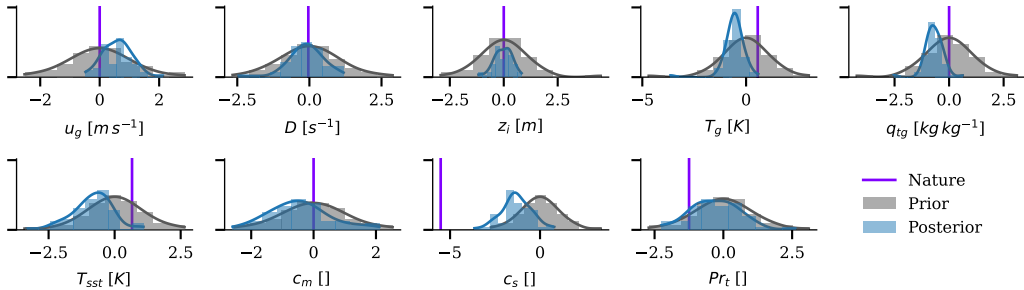 −2 0 2
u_g [m s⁻¹]
−2.5 0.0 2.5
D [s⁻¹]
−2.5 0.0 2.5
z_i [m]
−5 0
T_g [K]
−2.5 0.0 2.5
q_tg [kg kg⁻¹]
−2.5 0.0 2.5
T_sst [K]
−2 0 2
c_m []
−5 0
c_s []
−2.5 0.0 2.5
Pr_t []
Nature
Prior
Posterior